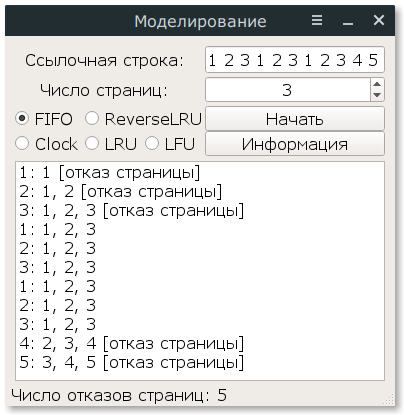 Моделирование
Ссылочная строка: 1 2 3 1 2 3 1 2 3 4 5
Число страниц: 3
FIFO ReverseLRU Начать
Clock LRU LFU Информация
1: 1 [отказ страницы]
2: 1, 2 [отказ страницы]
3: 1, 2, 3 [отказ страницы]
1: 1, 2, 3
2: 1, 2, 3
3: 1, 2, 3
1: 1, 2, 3
2: 1, 2, 3
3: 1, 2, 3
4: 2, 3, 4 [отказ страницы]
5: 3, 4, 5 [отказ страницы]
Число отказов страниц: 5